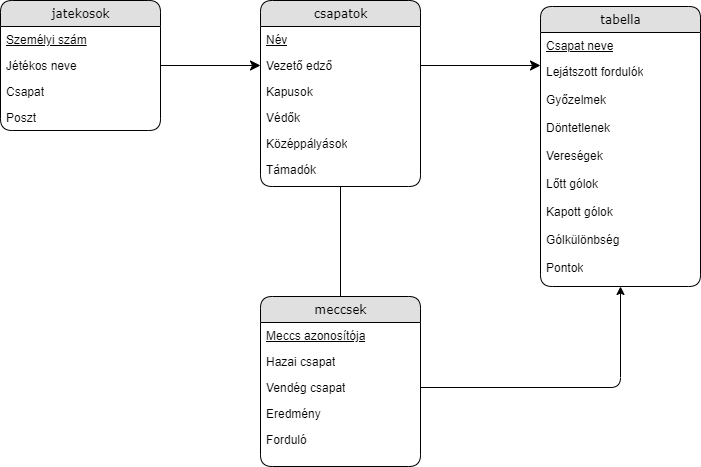 jatekosok
Személyi szám
Jétékos neve
Csapat
Poszt
csapatok
Név
Vezető edző
Kapusok
Védők
Középpályások
Támadók
tabella
Csapat neve
Lejátszott fordulók
Győzelmek
Döntetlenek
Vereségek
Lőtt gólok
Kapott gólok
Gólkülönbség
Pontok
meccsek
Meccs azonosítója
Hazai csapat
Vendég csapat
Eredmény
Forduló